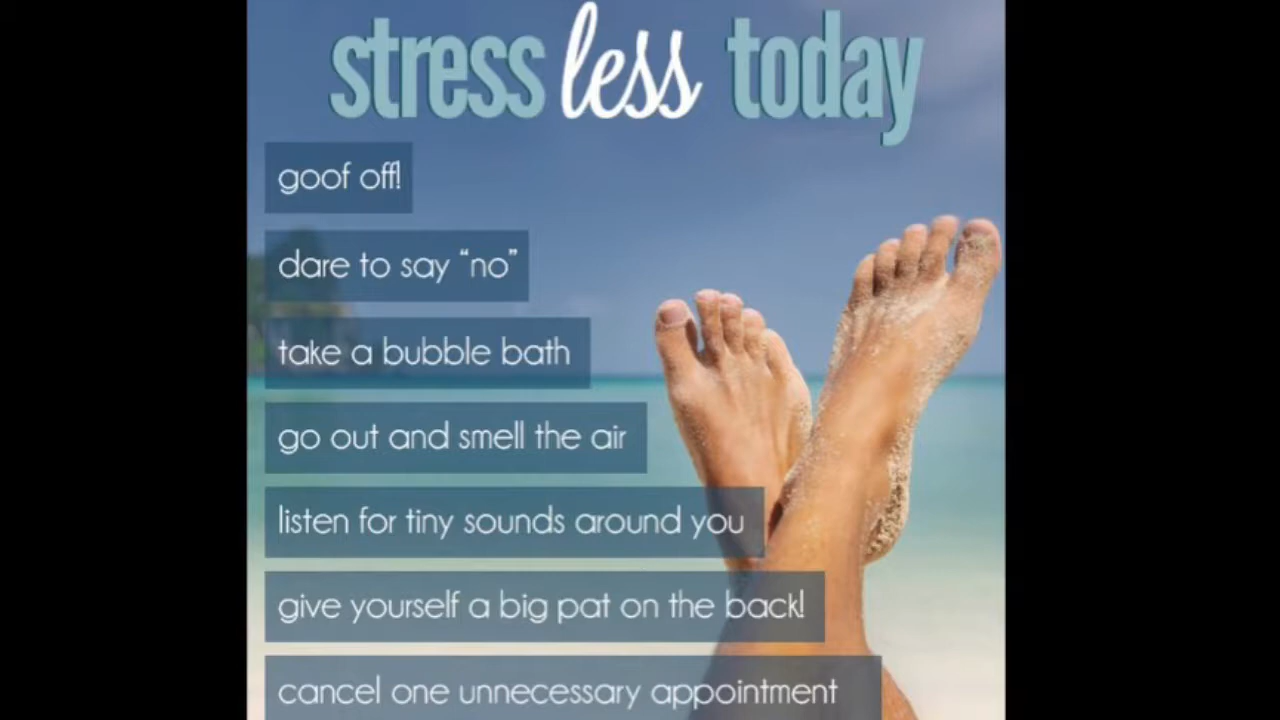 stress less today
goof off!
dare to say “no”
take a bubble bath
go out and smell the air
listen for tiny sounds around you
give yourself a big pat on the back!
cancel one unnecessary appointment